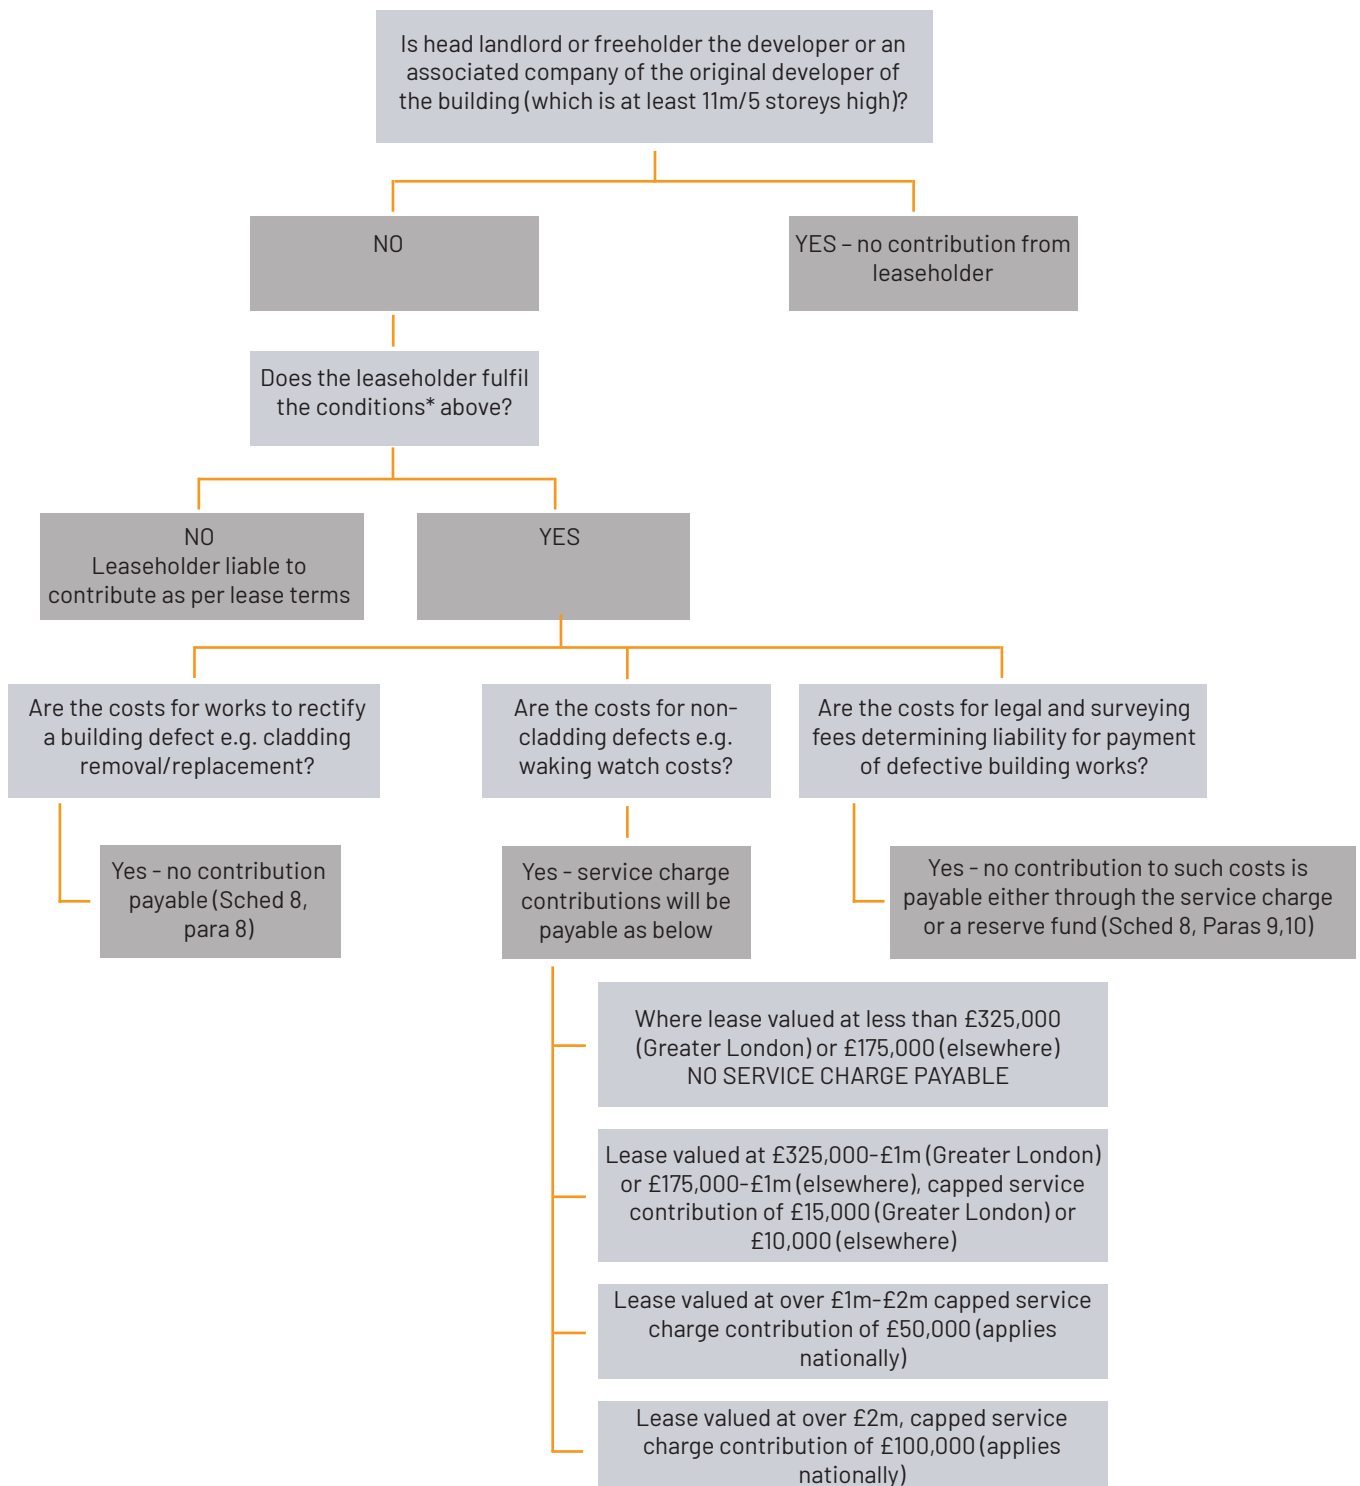 Is head landlord or freeholder the developer or an
associated company of the original developer of
the building (which is at least 11m/5 storeys high)?
NO
YES – no contribution from
leaseholder
Does the leaseholder fulfil
the conditions* above?
NO
Leaseholder liable to
contribute as per lease terms
YES
Are the costs for works to rectify
a building defect e.g. cladding
removal/replacement?
Are the costs for non-
cladding defects e.g.
waking watch costs?
Are the costs for legal and surveying
fees determining liability for payment
of defective building works?
Yes - no contribution
payable (Sched 8,
para 8)
Yes - service charge
contributions will be
payable as below
Yes - no contribution to such costs is
payable either through the service charge
or a reserve fund (Sched 8, Paras 9,10)
Where lease valued at less than £325,000
(Greater London) or £175,000 (elsewhere)
NO SERVICE CHARGE PAYABLE
Lease valued at £325,000-£1m (Greater London)
or £175,000-£1m (elsewhere), capped service
contribution of £15,000 (Greater London) or
£10,000 (elsewhere)
Lease valued at over £1m-£2m capped service
charge contribution of £50,000 (applies
nationally)
Lease valued at over £2m, capped service
charge contribution of £100,000 (applies
nationally)